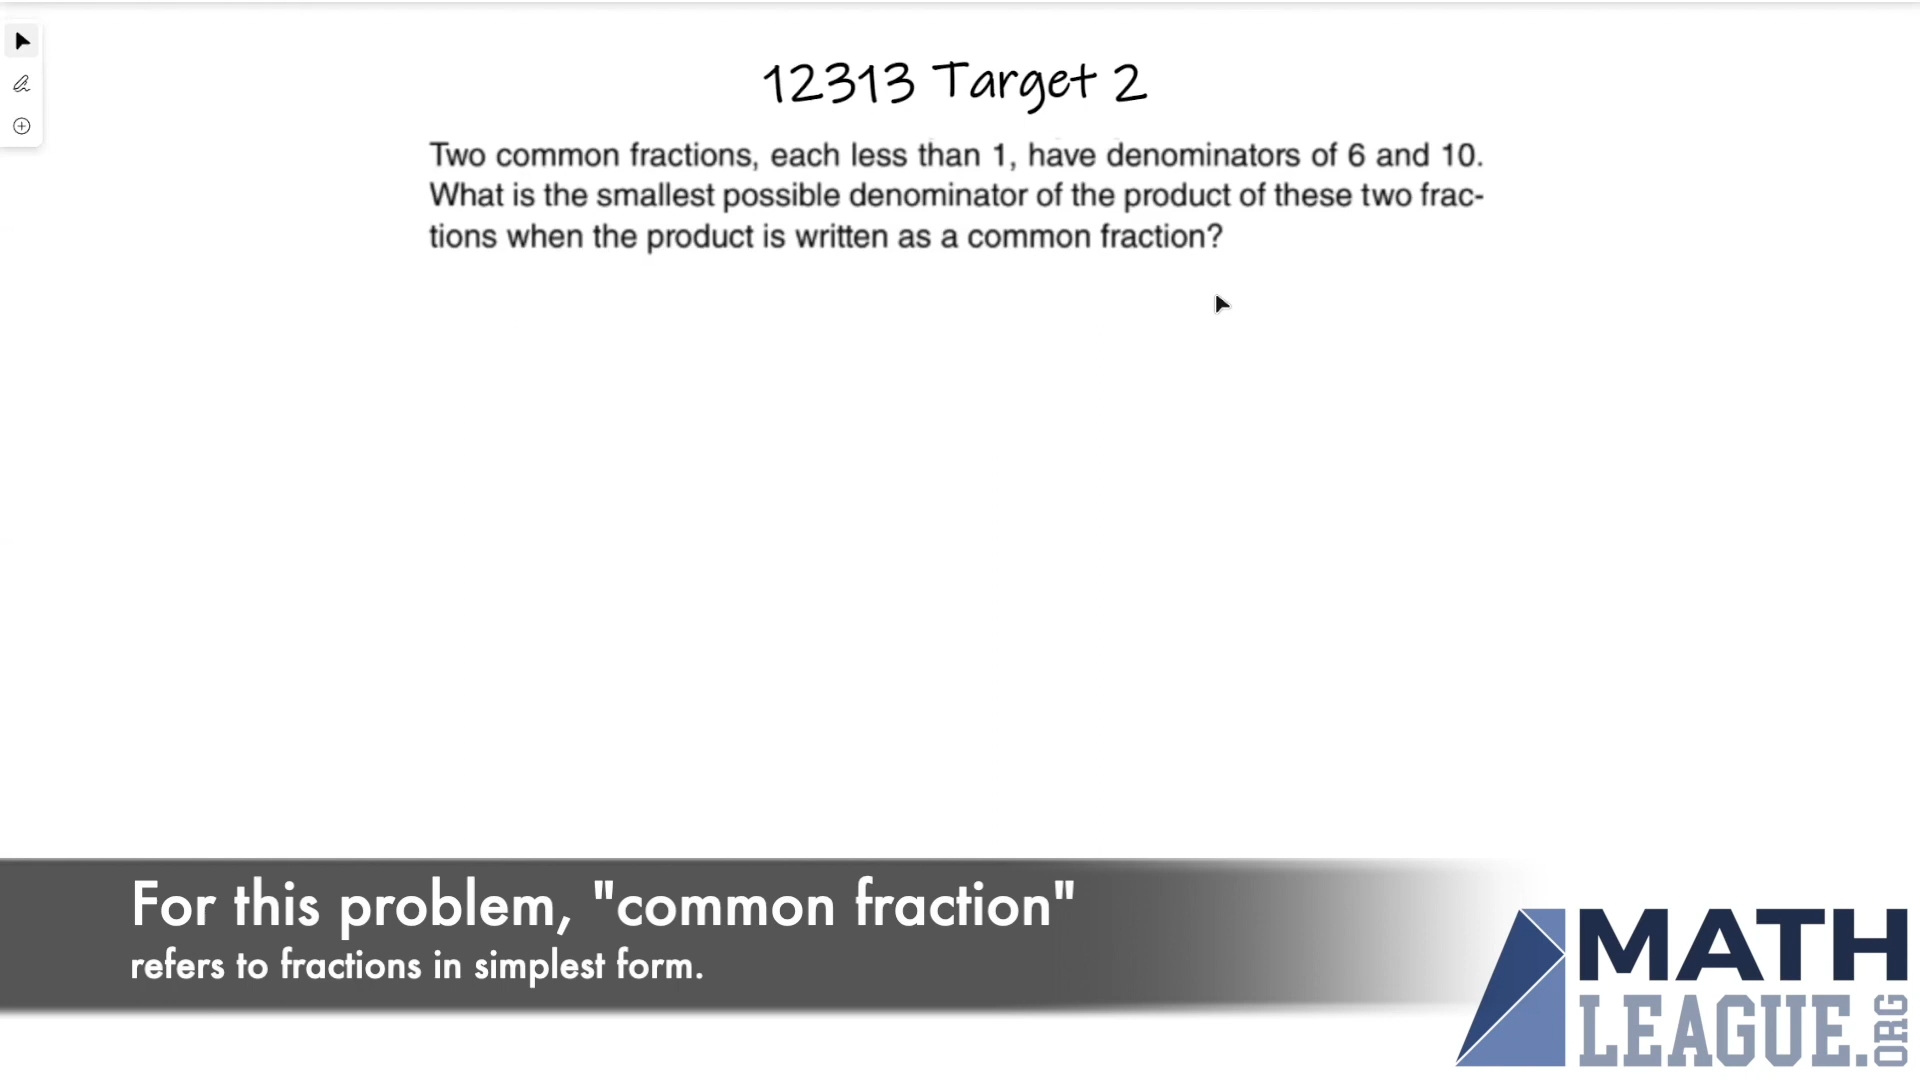 12313 Target 2
Two common fractions, each less than 1, have denominators of 6 and 10.
What is the smallest possible denominator of the product of these two frac-
tions when the product is written as a common fraction?
For this problem, "common fraction"
refers to fractions in simplest form.
MATH
LEAGUE.ORG